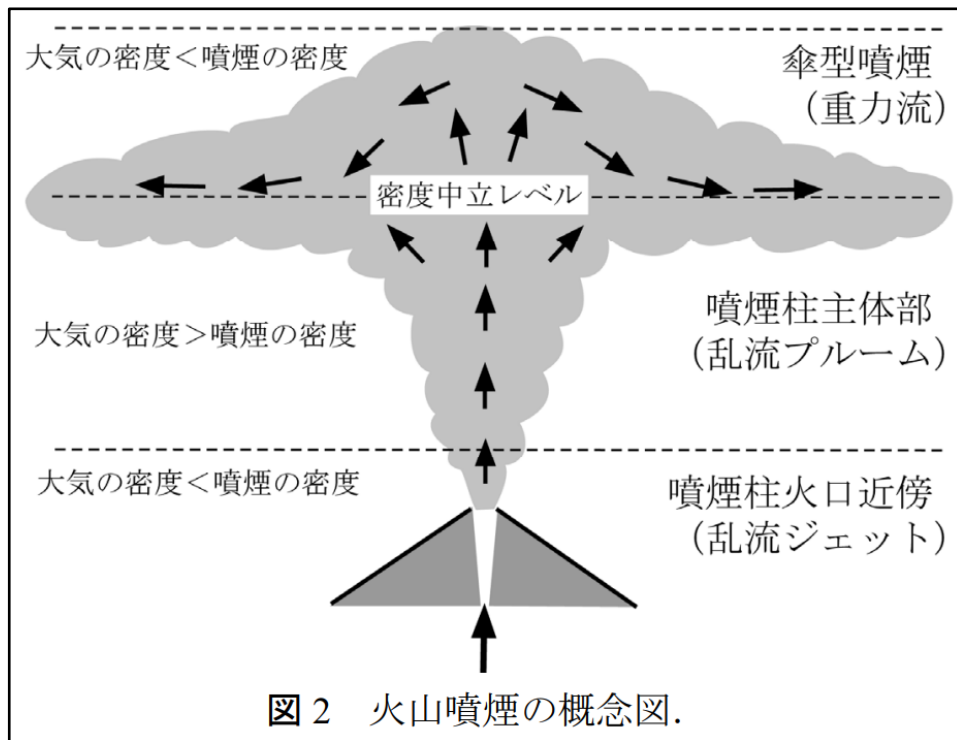 大気の密度＜噴煙の密度
傘型噴煙
（重力流）
密度中立レベル
大気の密度＞噴煙の密度
噴煙柱主体部
（乱流プルーム）
大気の密度＜噴煙の密度
噴煙柱火口近傍
（乱流ジェット）
図2　火山噴煙の概念図.